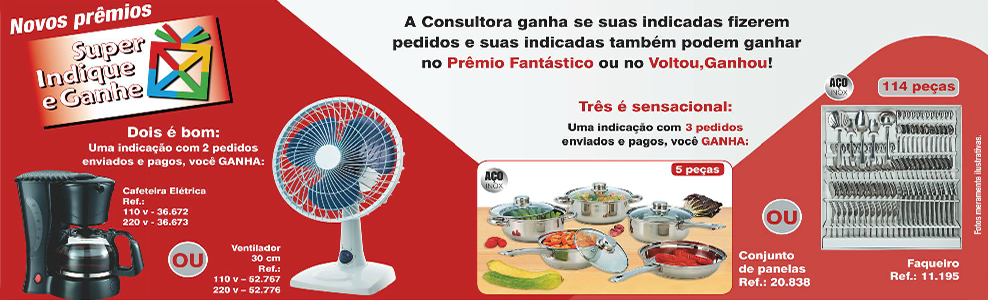 Novos prêmios
Super
Indique
e Ganhe
Dois é bom:
Uma indicação com 2 pedidos
enviados e pagos, você GANHA:
Cafeteira Elétrica
Ref.:
110 v - 36.672
220 v - 36.673
OU
Ventilador
30 cm
Ref.:
110 v – 52.767
220 v – 52.776
A Consultora ganha se suas indicadas fizerem
pedidos e suas indicadas também podem ganhar
no Prêmio Fantástico ou no Voltou,Ganhou!
Três é sensacional:
Uma indicação com 3 pedidos
enviados e pagos, você GANHA:
AÇO
INOX
5 peças
OU
Conjunto
de panelas
Ref.: 20.838
AÇO
INOX
114 peças
Faqueiro
Ref.: 11.195
Fotos meramente ilustrativas.